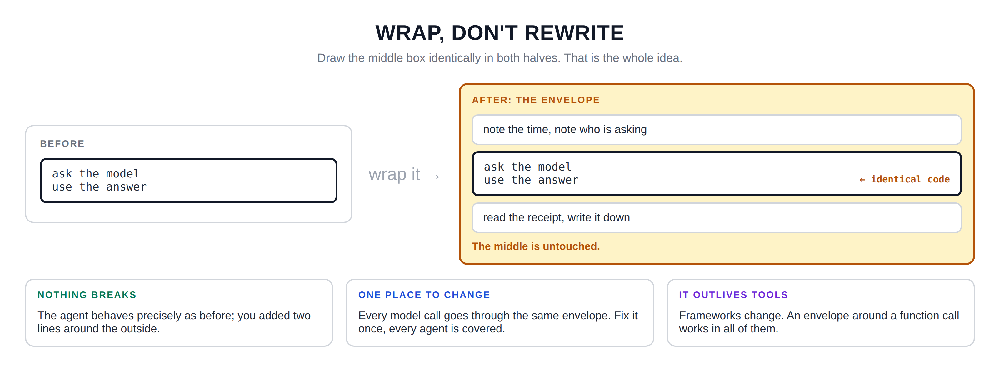 WRAP, DON'T REWRITE
Draw the middle box identically in both halves. That is the whole idea.
BEFORE
ask the model
use the answer
wrap it →
AFTER: THE ENVELOPE
note the time, note who is asking
ask the model
use the answer
← identical code
read the receipt, write it down
The middle is untouched.
NOTHING BREAKS
The agent behaves precisely as before; you added two
lines around the outside.
ONE PLACE TO CHANGE
Every model call goes through the same envelope. Fix it
once, every agent is covered.
IT OUTLIVES TOOLS
Frameworks change. An envelope around a function call
works in all of them.